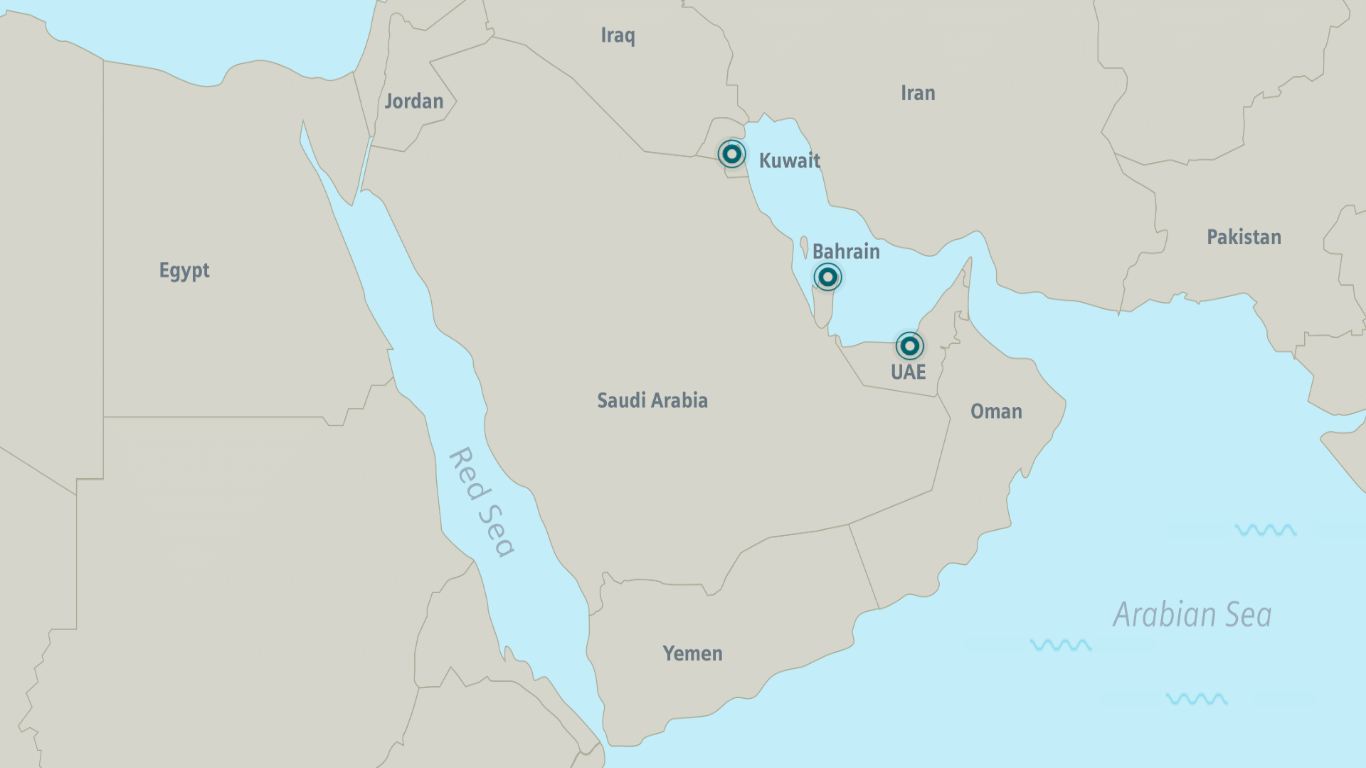 Iraq
Iran
Jordan
Kuwait
Pakistan
Bahrain
Egypt
UAE
Saudi Arabia
Oman
Red Sea
Arabian Sea
Yemen